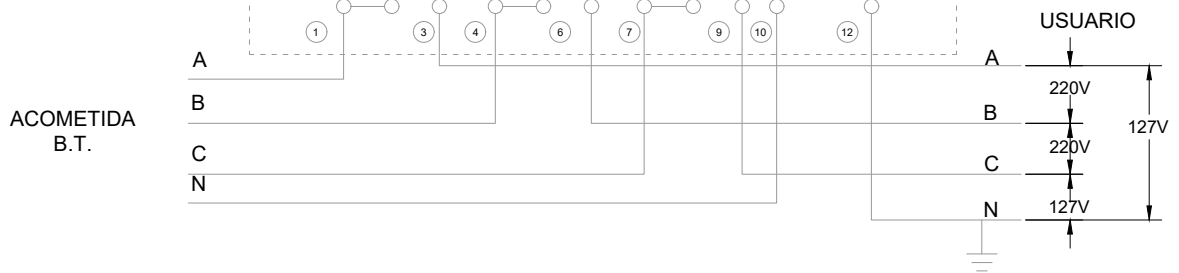 USUARIO
1 3 4 6 7 9 10 12
A A
220V
B B
ACOMETIDA
B.T.
127V
220V
C C
N
127V
N